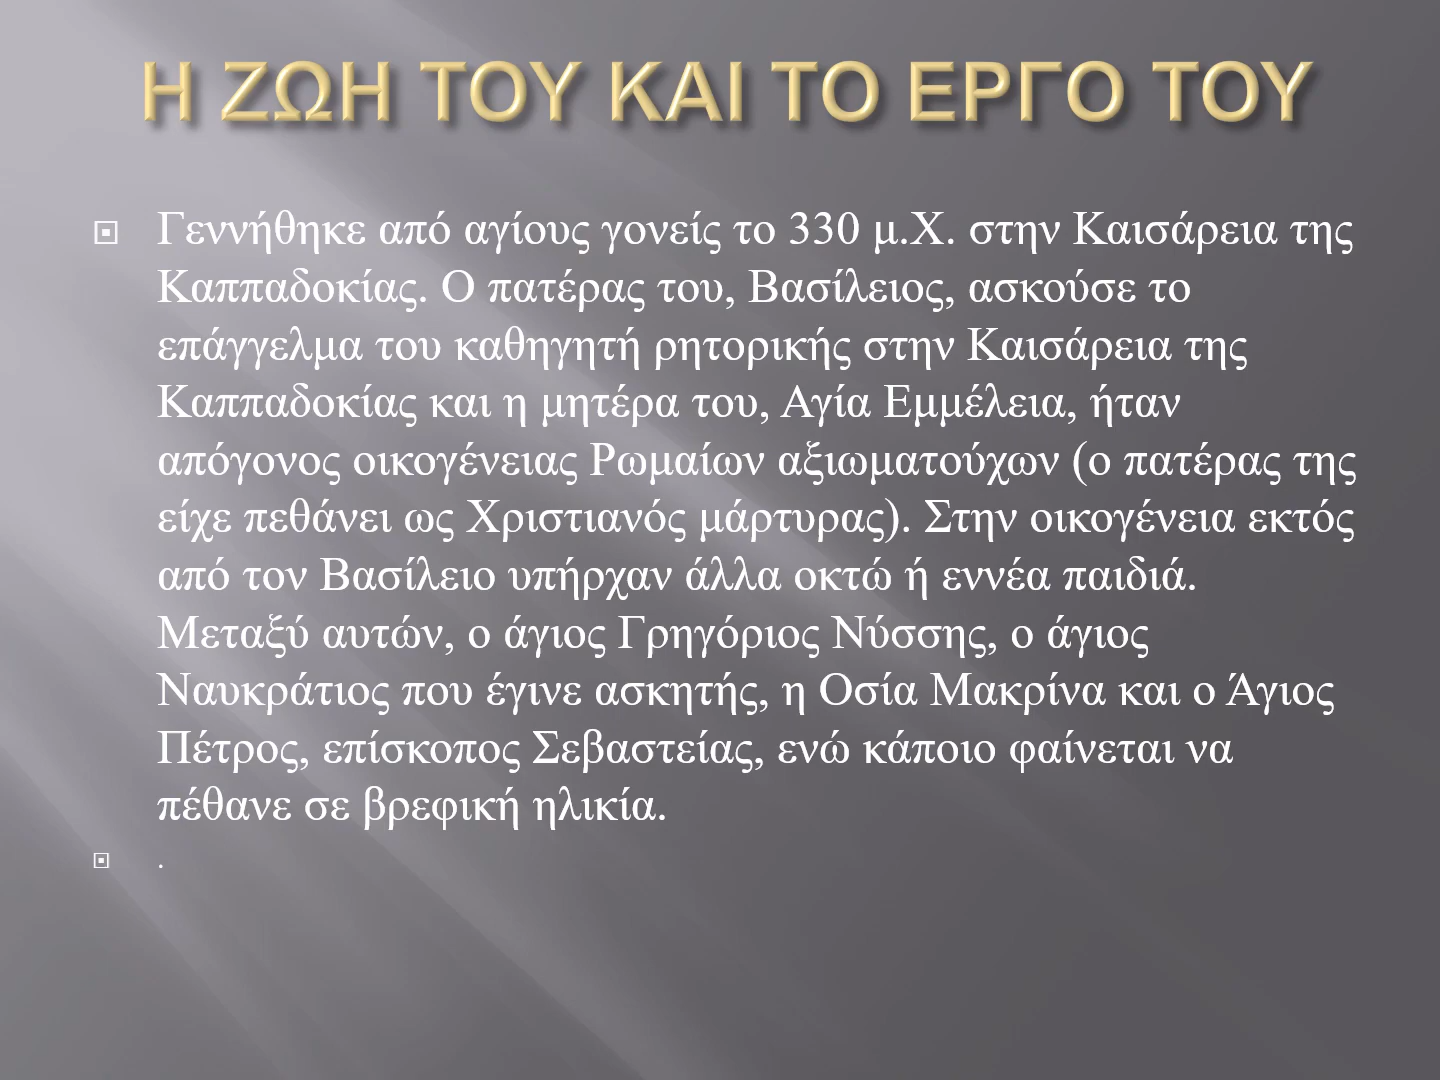 Η ΖΩΗ ΤΟΥ ΚΑΙ ΤΟ ΕΡΓΟ ΤΟΥ
Γεννήθηκε από αγίους γονείς το 330 μ.Χ. στην Καισάρεια της
Καππαδοκίας. Ο πατέρας του, Βασίλειος, ασκούσε το
επάγγελμα του καθηγητή ρητορικής στην Καισάρεια της
Καππαδοκίας και η μητέρα του, Αγία Εμμέλεια, ήταν
απόγονος οικογένειας Ρωμαίων αξιωματούχων (ο πατέρας της
είχε πεθάνει ως Χριστιανός μάρτυρας). Στην οικογένεια εκτός
από τον Βασίλειο υπήρχαν άλλα οκτώ ή εννέα παιδιά.
Μεταξύ αυτών, ο άγιος Γρηγόριος Νύσσης, ο άγιος
Ναυκράτιος που έγινε ασκητής, η Οσία Μακρίνα και ο Άγιος
Πέτρος, επίσκοπος Σεβαστείας, ενώ κάποιο φαίνεται να
πέθανε σε βρεφική ηλικία.
.